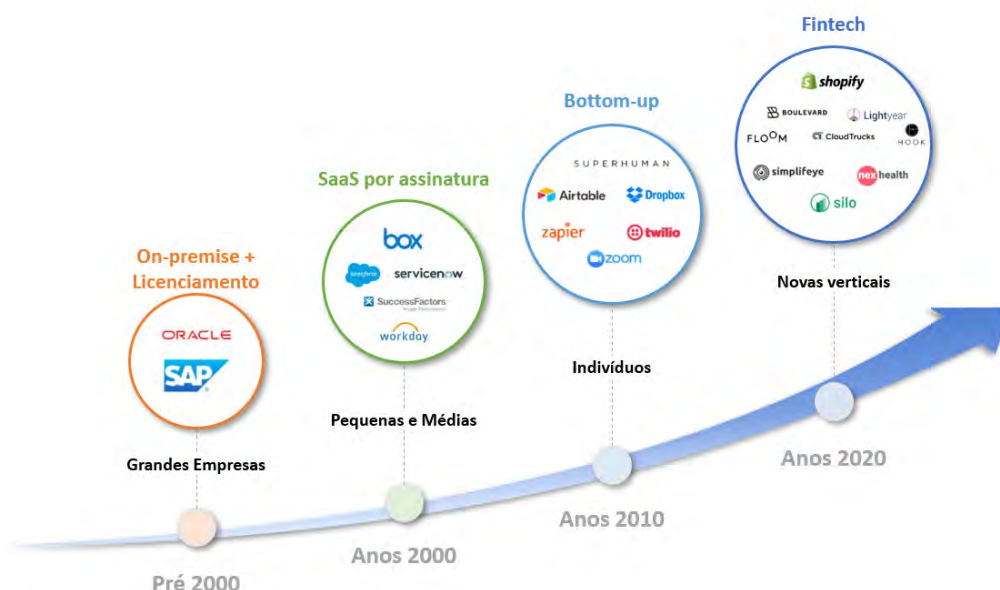 Fintech
shopify
BOULEVARD
Lightyear
FLOOM
CloudTrucks
HOOK
simplifeye
nexhealth
silo
Novas verticais
Anos 2020
Bottom-up
SUPERHUMAN
Airtable
Dropbox
zapier
twilio
zoom
Indivíduos
Anos 2010
SaaS por assinatura
box
salesforce
servicenow
SuccessFactors
workday
Pequenas e Médias
Anos 2000
On-premise +
Licenciamento
ORACLE
SAP
Grandes Empresas
Pré 2000